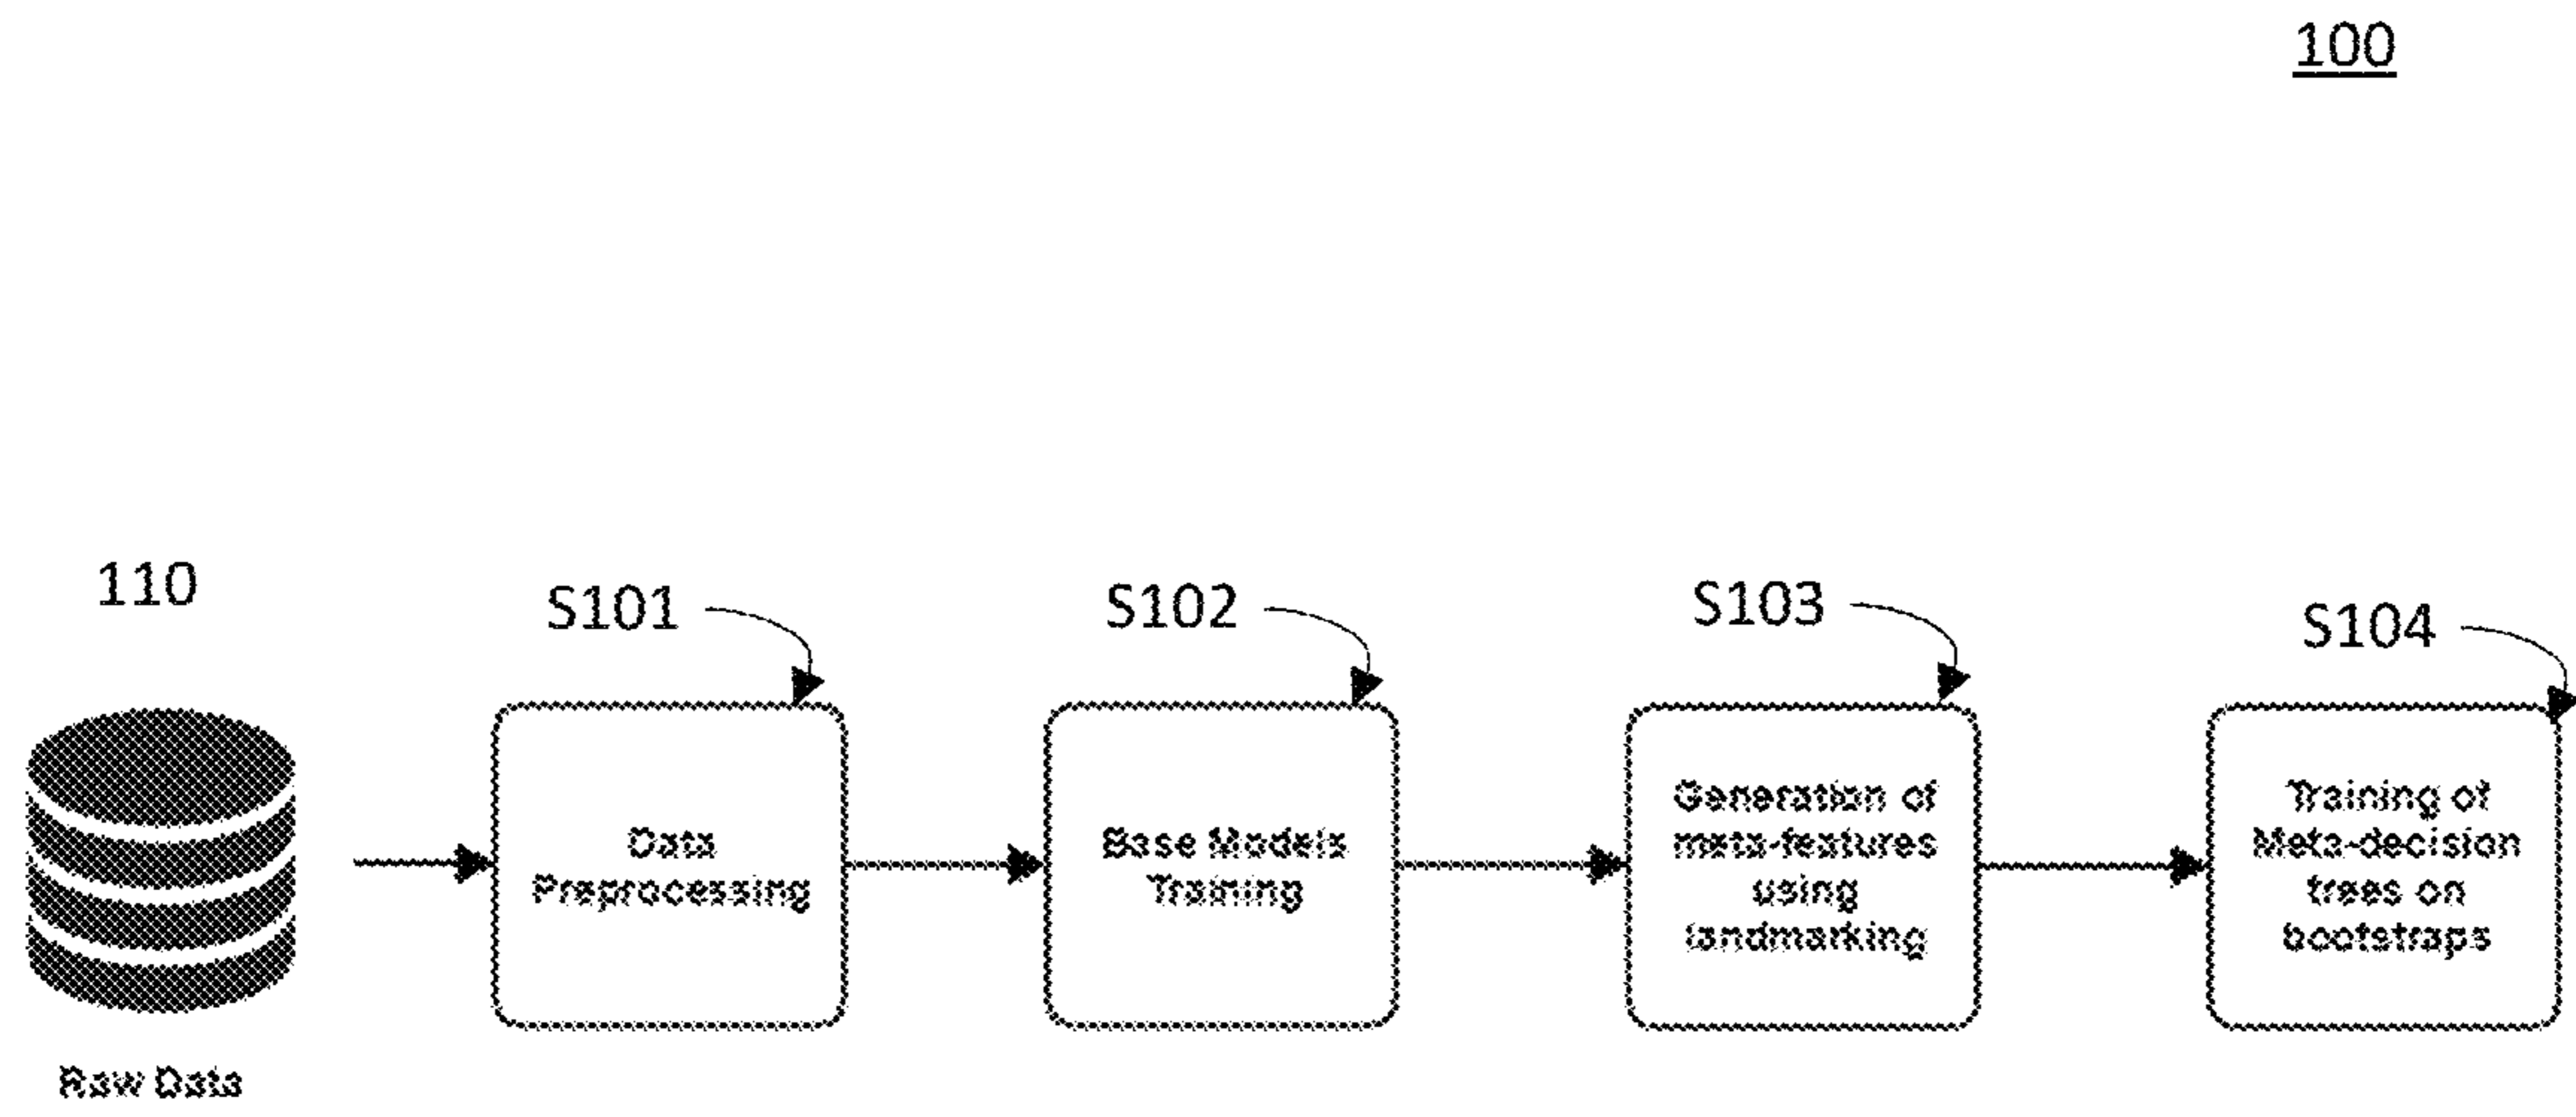 100
110
S101
S102
S103
S104
Data
Preprocessing
Base Models
Training
Generation of
meta-features
using
landmarking
Training of
Meta-decision
trees on
bootstraps
Raw Data